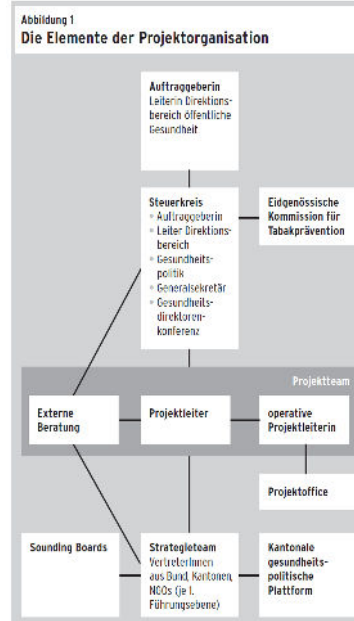 Abbildung 1
Die Elemente der Projektorganisation
Auftraggeberin
Leiterin Direktions-
bereich öffentliche
Gesundheit
Steuerkreis
• Auftraggeberin
• Leiter Direktions-
bereich
• Gesundheits-
politik
• Generalsekretär
• Gesundheits-
direktoren-
konferenz
Eidgenössische
Kommission für
Tabakprävention
Projektteam
Externe
Beratung
Projektleiter
operative
Projektleiterin
Projektoffice
Sounding Boards
Strategieteam
VertreterInnen
aus Bund, Kantonen,
NGOs (je 1.
Führungsebene)
Kantonale
gesundheits-
politische
Plattform